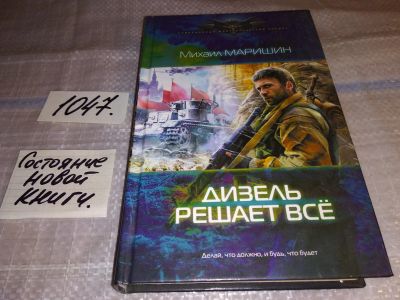 Михаил МАРИШИН
1047.
Состояние
новой
книги.
ДИЗЕЛЬ
РЕШАЕТ ВСЁ
Делай, что должно, и будь, что будет